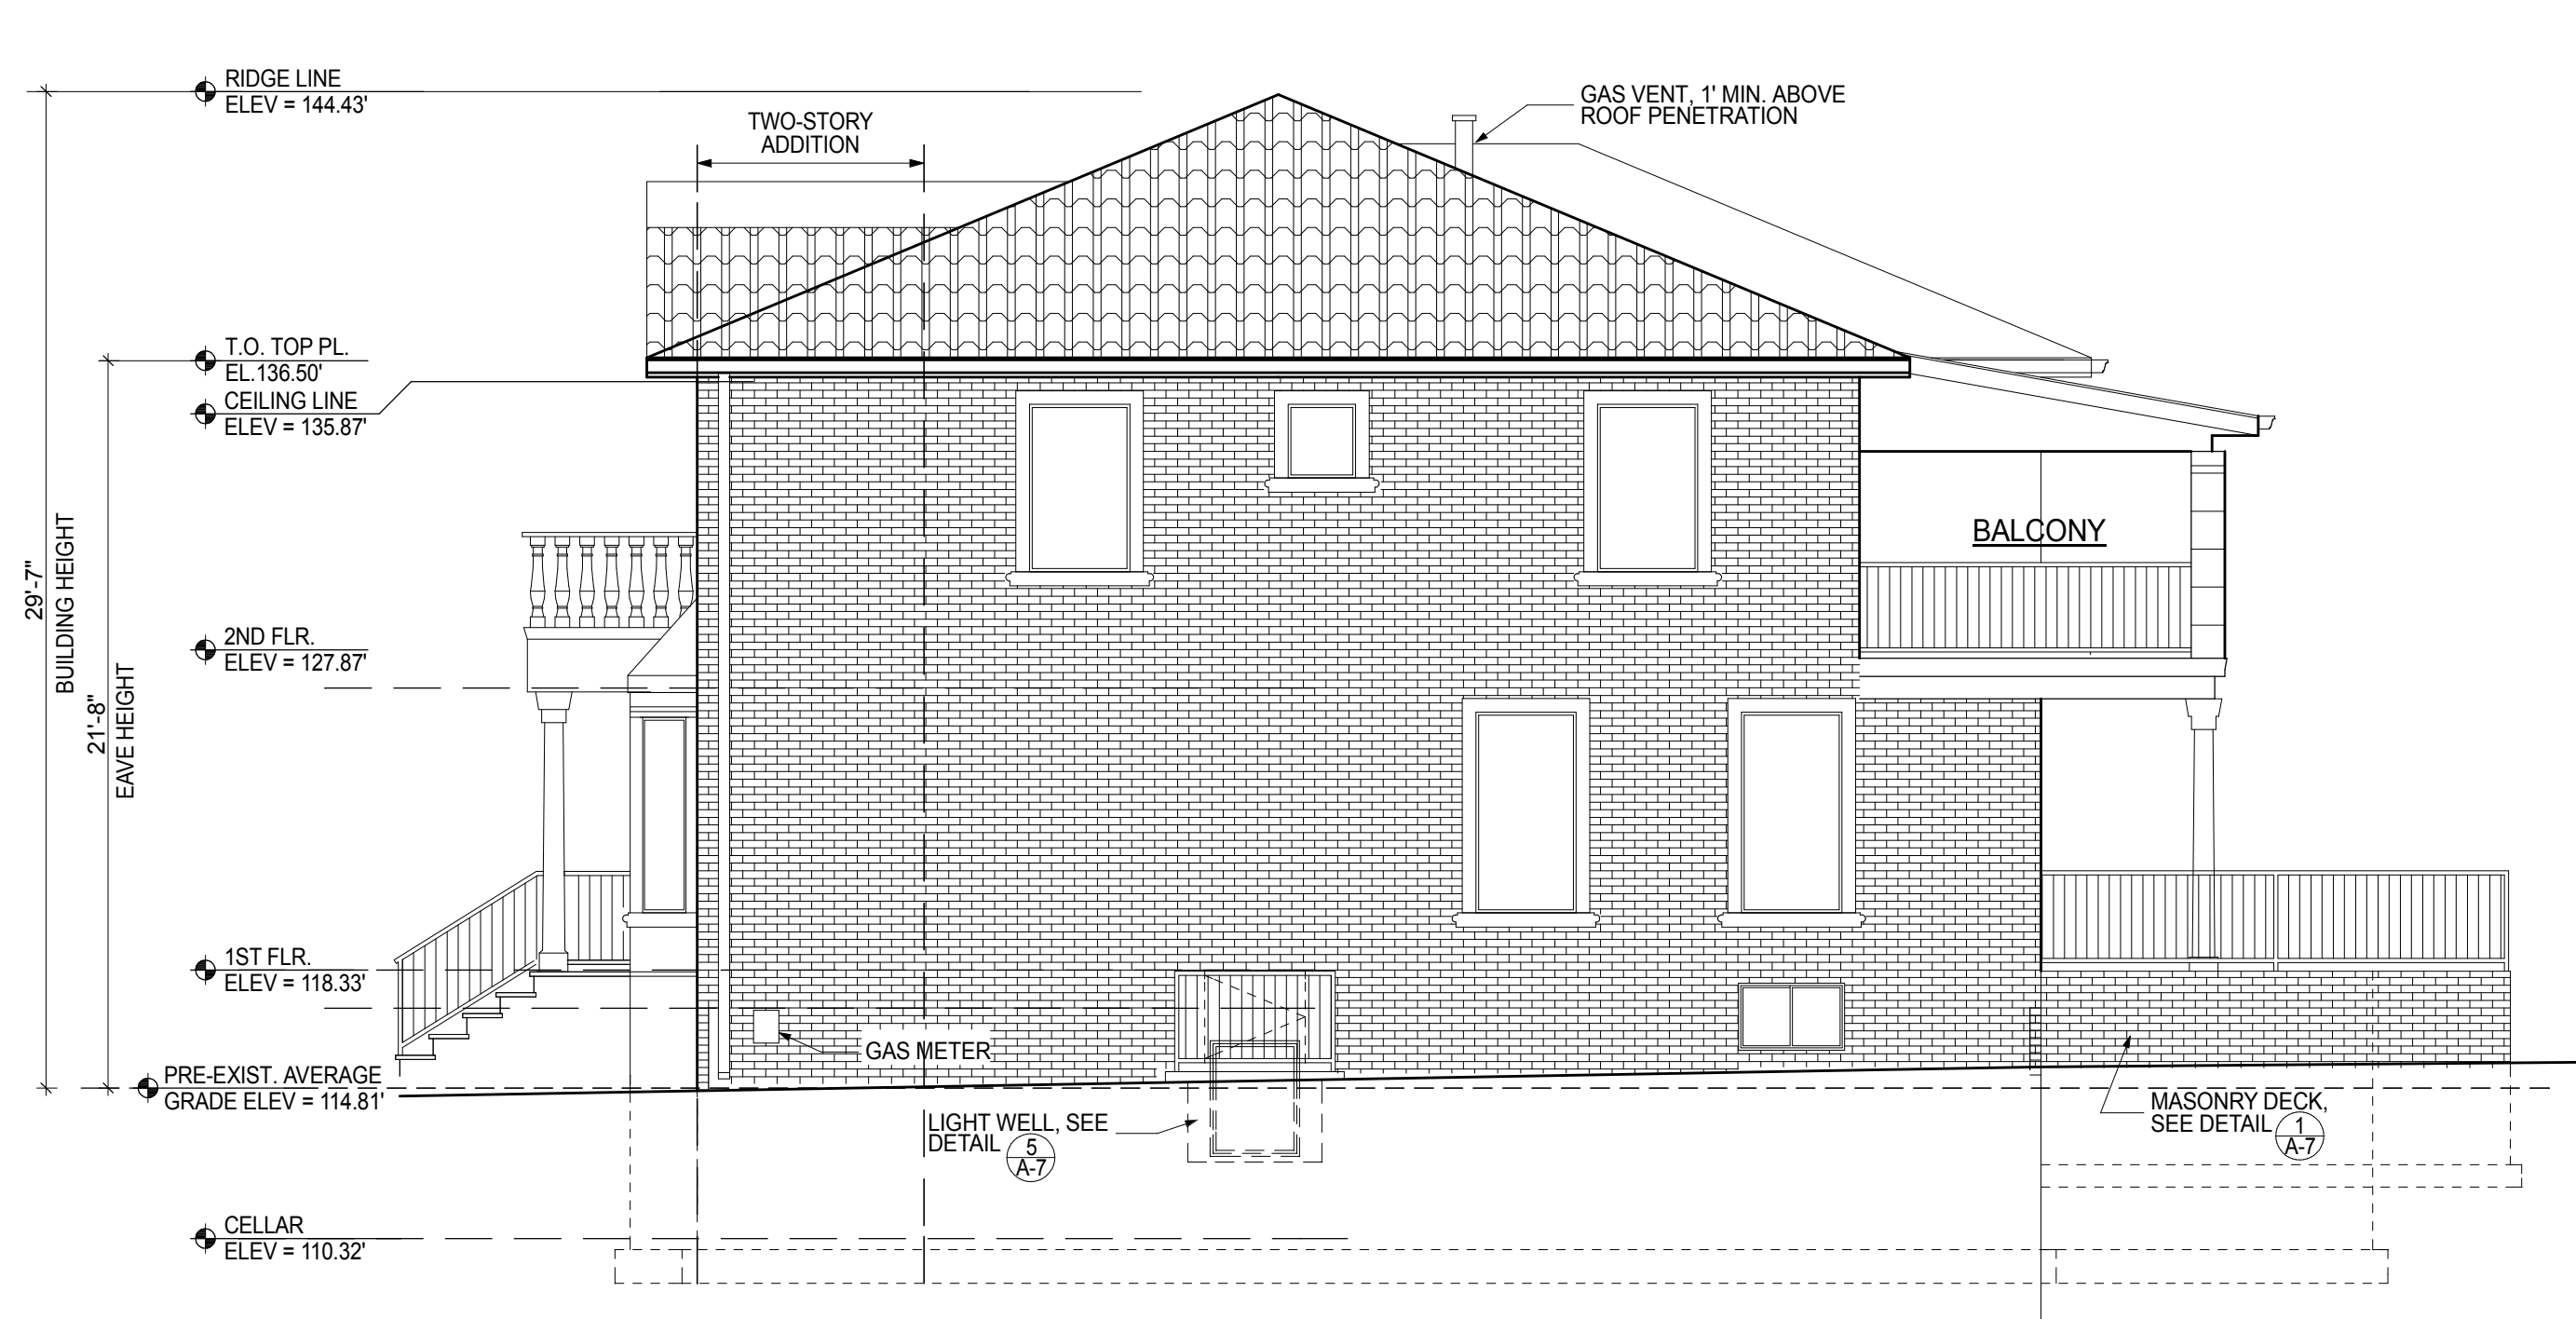 RIDGE LINE
ELEV = 144.43'
TWO-STORY
ADDITION
GAS VENT, 1' MIN. ABOVE
ROOF PENETRATION
T.O. TOP PL.
EL.136.50'
CEILING LINE
ELEV = 135.87'
29'-7"
BUILDING HEIGHT
21'-8"
EAVE HEIGHT
BALCONY
2ND FLR.
ELEV = 127.87'
1ST FLR.
ELEV = 118.33'
GAS METER
PRE-EXIST. AVERAGE
GRADE ELEV = 114.81'
LIGHT WELL, SEE
DETAIL
5
A-7
MASONRY DECK,
SEE DETAIL
1
A-7
CELLAR
ELEV = 110.32'